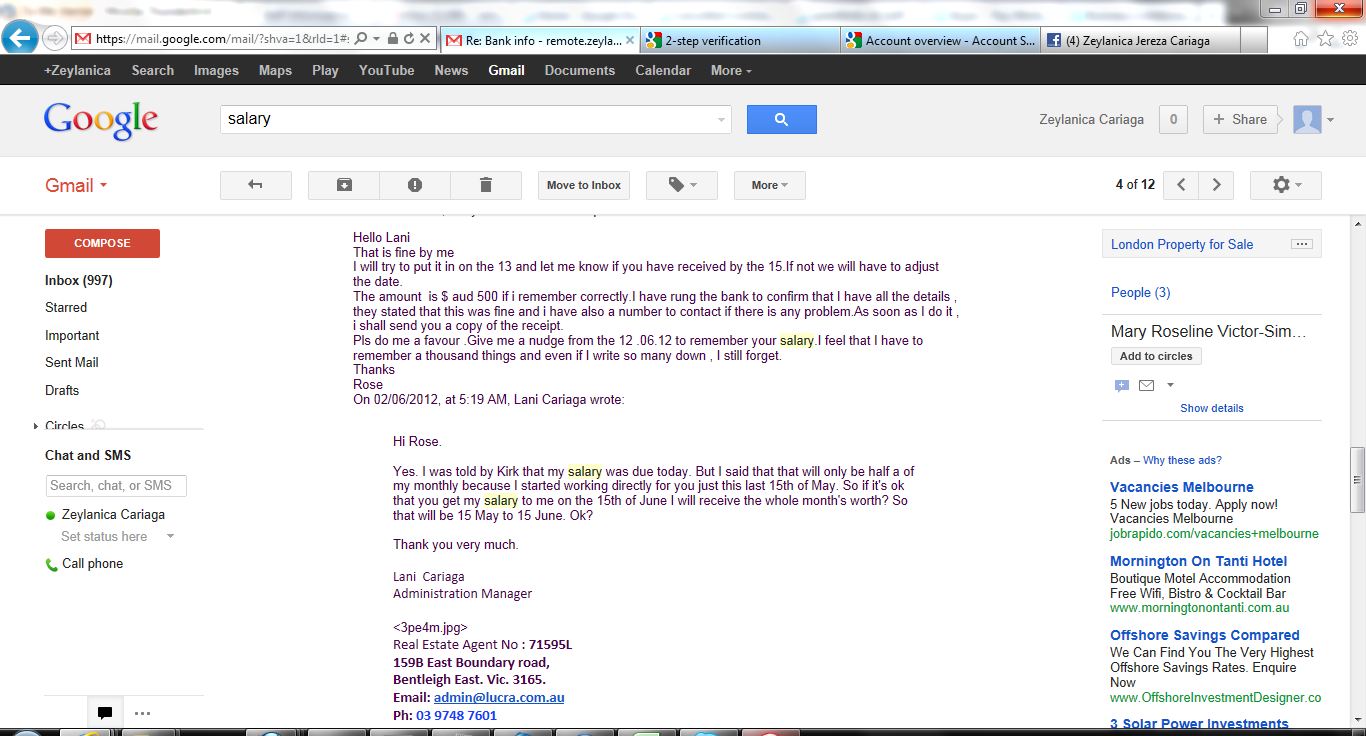 https://mail.google.com/mail/?shva=1&rld=1#
Re: Bank info - remote.zeyla...
2-step verification
Account overview - Account S...
(4) Zeylanica Jereza Cariaga
+Zeylanica Search Images Maps Play YouTube News Gmail Documents Calendar More
Google
salary
Zeylanica Cariaga
0
+ Share
Gmail
Move to Inbox
More
4 of 12
COMPOSE
Inbox (997)
Starred
Important
Sent Mail
Drafts
Circles
Chat and SMS
Search, chat, or SMS
Zeylanica Cariaga
Set status here
Call phone
Hello Lani
That is fine by me
I will try to put it in on the 13 and let me know if you have received by the 15.If not we will have to adjust
the date.
The amount is $ aud 500 if i remember correctly.I have rung the bank to confirm that I have all the details ,
they stated that this was fine and i have also a number to contact if there is any problem.As soon as I do it ,
i shall send you a copy of the receipt.
Pls do me a favour .Give me a nudge from the 12 .06.12 to remember your salary.I feel that I have to
remember a thousand things and even if I write so many down , I still forget.
Thanks
Rose
On 02/06/2012, at 5:19 AM, Lani Cariaga wrote:
Hi Rose.
Yes. I was told by Kirk that my salary was due today. But I said that that will only be half a of
my monthly because I started working directly for you just this last 15th of May. So if it's ok
that you get my salary to me on the 15th of June I will receive the whole month's worth? So
that will be 15 May to 15 June. Ok?
Thank you very much.
Lani Cariaga
Administration Manager
<3pe4m.jpg>
Real Estate Agent No : 71595L
159B East Boundary road,
Bentleigh East. Vic. 3165.
Email: admin@lucra.com.au
Ph: 03 9748 7601
London Property for Sale
People (3)
Mary Roseline Victor-Sim...
Add to circles
Show details
Ads – Why these ads?
Vacancies Melbourne
5 New jobs today. Apply now!
Vacancies Melbourne
jobrapido.com/vacancies+melbourne
Mornington On Tanti Hotel
Boutique Motel Accommodation
Free Wifi, Bistro & Cocktail Bar
www.morningtonontanti.com.au
Offshore Savings Compared
We Can Find You The Very Highest
Offshore Savings Rates. Enquire
Now
www.OffshoreInvestmentDesigner.co
3 Solar Power Investments